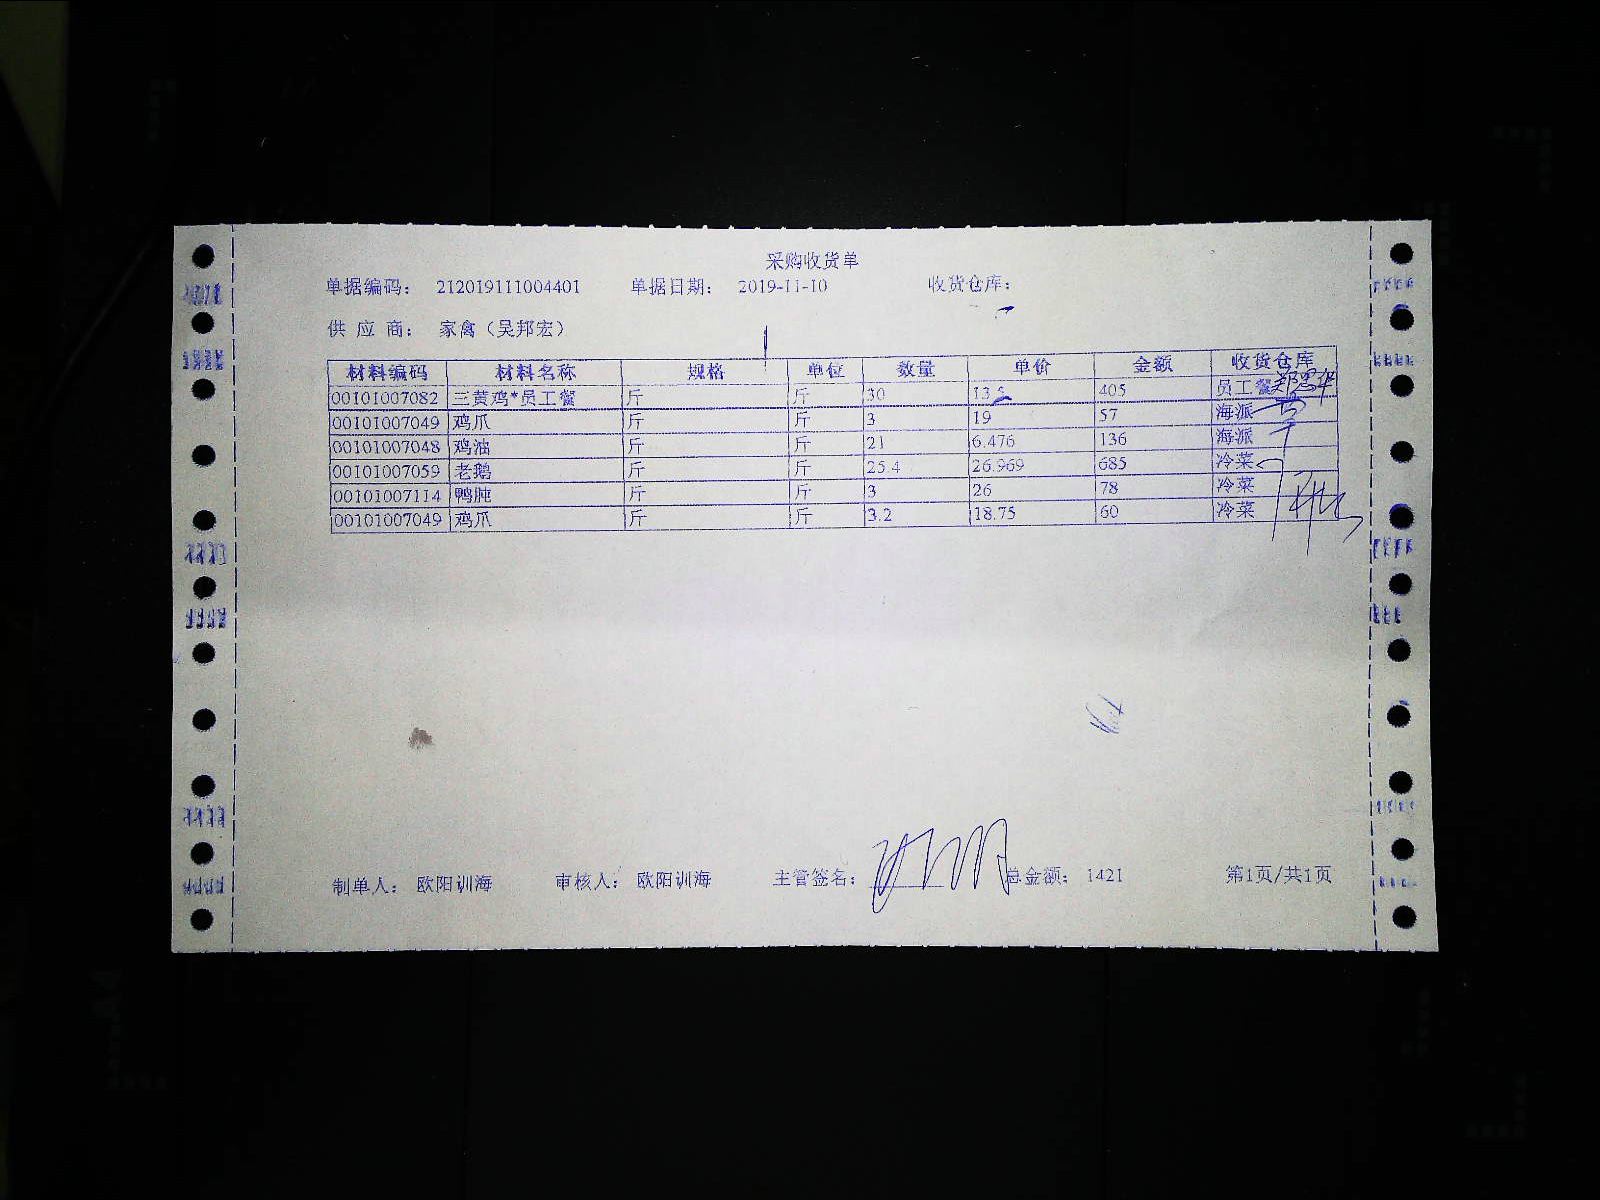 采购收货单
单据编码： 212019111004401 单据日期： 2019-11-10 收货仓库：
供 应 商： 家禽（吴邦宏）
材料编码 材料名称 规格 单位 数量 单价 金额 收货仓库
00101007082 三黄鸡*员工餐 斤 斤 30 13.5 405 员工餐
00101007049 鸡爪 斤 斤 3 19 57 海派
00101007048 鸡油 斤 斤 21 6.476 136 海派
00101007059 老鹅 斤 斤 25.4 26.969 685 冷菜
00101007114 鸭肫 斤 斤 3 26 78 冷菜
00101007049 鸡爪 斤 斤 3.2 18.75 60 冷菜
制单人： 欧阳训海 审核人： 欧阳训海 主管签名： 总金额： 1421 第1页/共1页